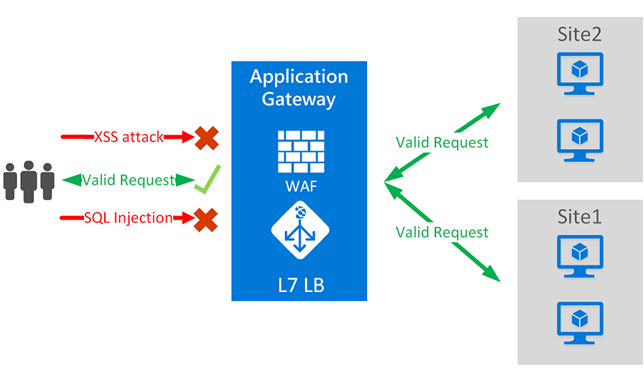 XSS attack
Valid Request
SQL Injection
Application
Gateway
WAF
L7 LB
Valid Request
Valid Request
Site2
Site1